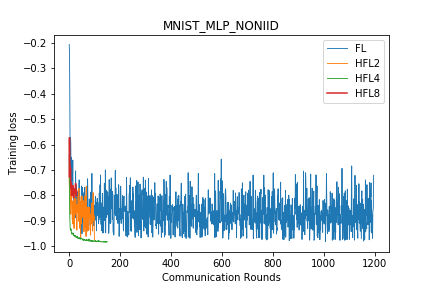 MNIST_MLP_NONIID
FL
HFL2
HFL4
HFL8
Training loss
−0.2
−0.3
−0.4
−0.5
−0.6
−0.7
−0.8
−0.9
−1.0
0 200 400 600 800 1000 1200
Communication Rounds